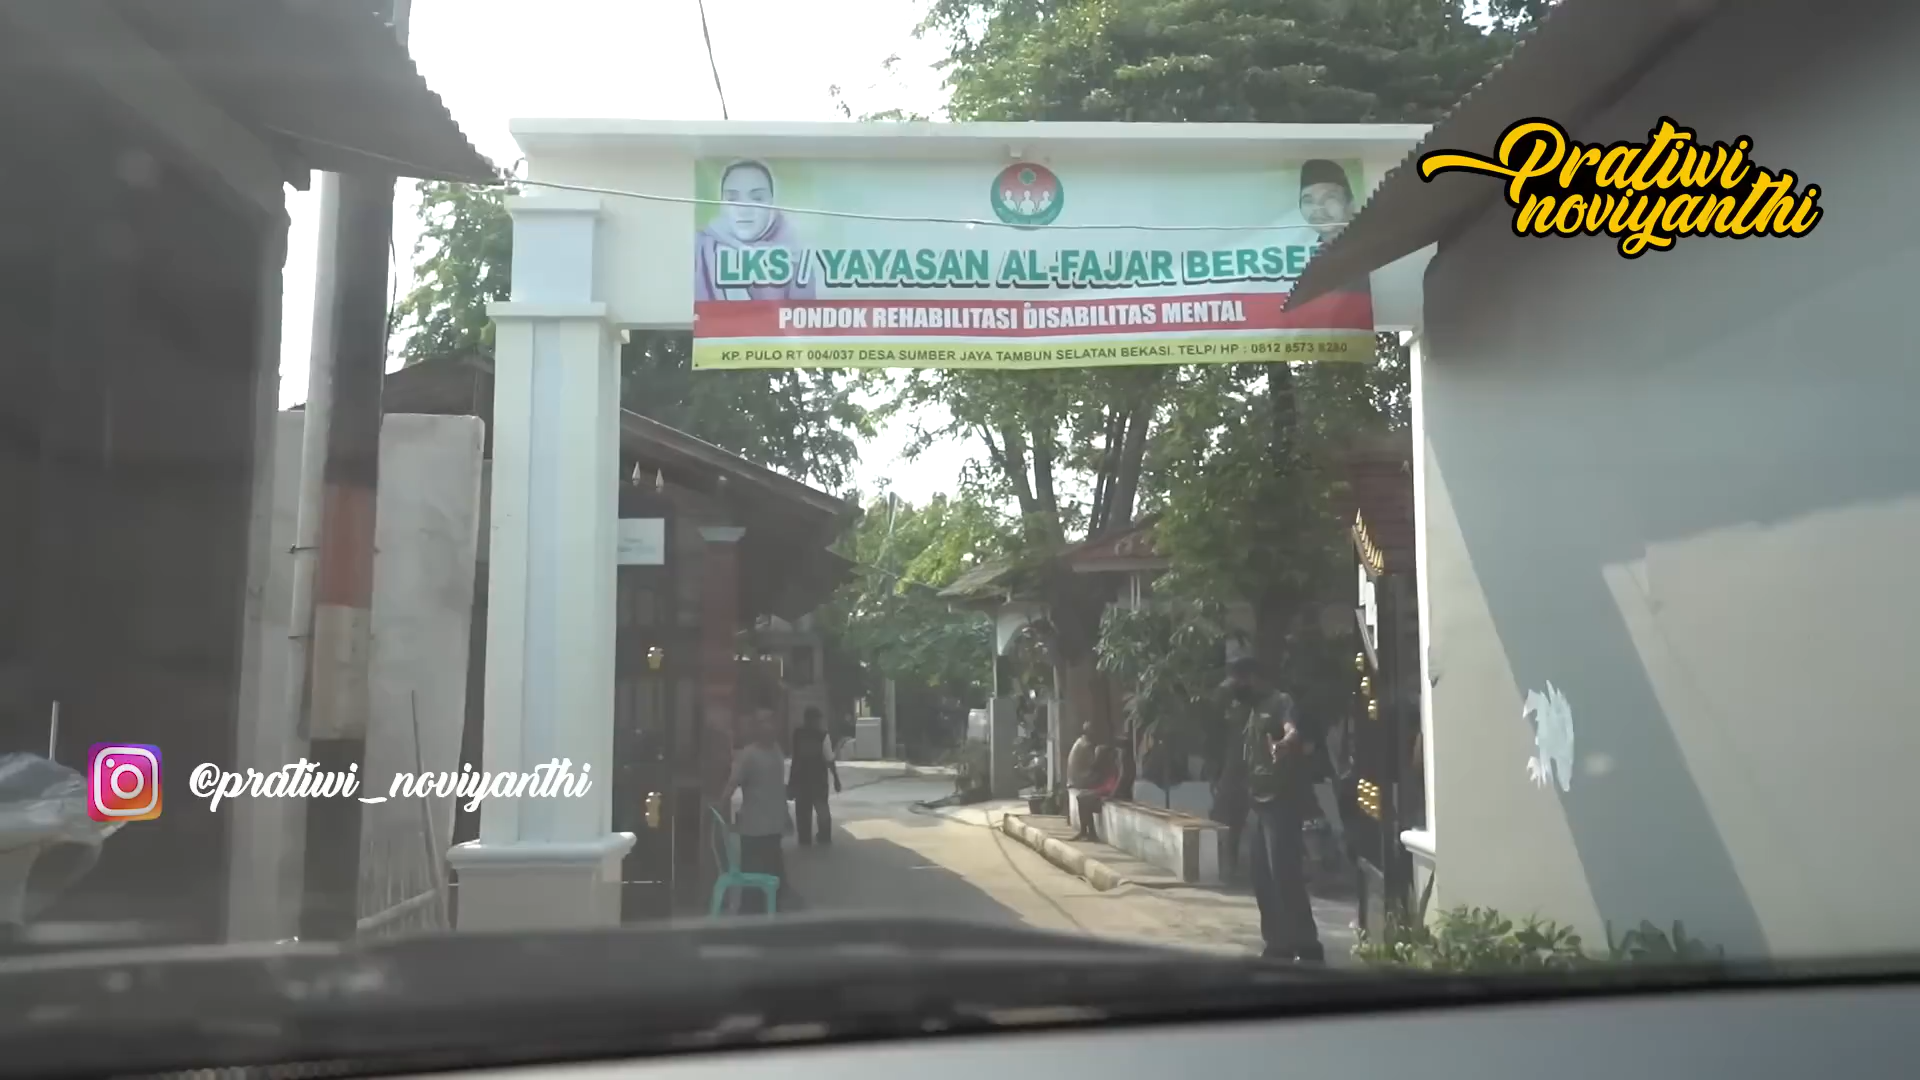 Pratiwi
noviyanthi
LKS / YAYASAN AL-FAJAR BERSE
PONDOK REHABILITASI DISABILITAS MENTAL
KP. PULO RT 004/037 DESA SUMBER JAYA TAMBUN SELATAN BEKASI. TELP/ HP : 0812 8573 8280
@pratiwi_noviyanthi